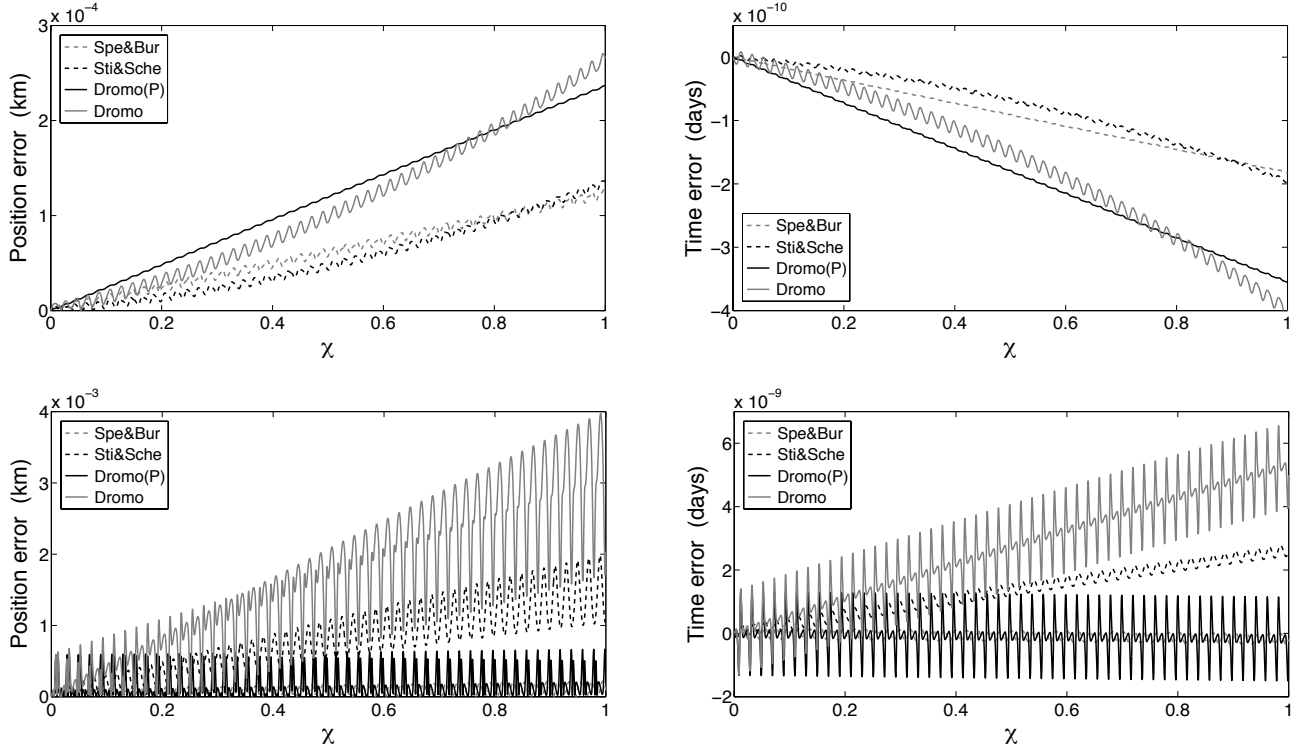 x 10⁻⁴
3
2
1
0
Position error (km)
Spe&Bur
Sti&Sche
Dromo(P)
Dromo
0 0.2 0.4 0.6 0.8 1
χ
x 10⁻¹⁰
0
−1
−2
−3
−4
Time error (days)
Spe&Bur
Sti&Sche
Dromo(P)
Dromo
0 0.2 0.4 0.6 0.8 1
χ
x 10⁻³
4
3
2
1
0
Position error (km)
Spe&Bur
Sti&Sche
Dromo(P)
Dromo
0 0.2 0.4 0.6 0.8 1
χ
x 10⁻⁹
6
4
2
0
−2
Time error (days)
Spe&Bur
Sti&Sche
Dromo(P)
Dromo
0 0.2 0.4 0.6 0.8 1
χ